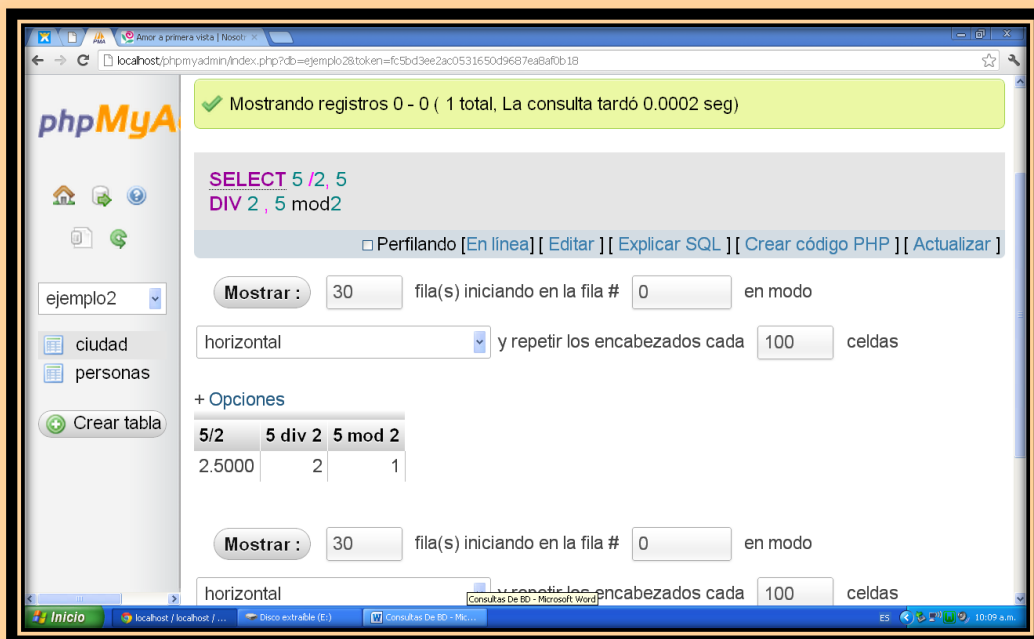 Amor a primera vista | Nosotr
localhost/phpmyadmin/index.php?db=ejemplo2&token=fc5bd3ee2ac0531650d9687ea8af0b18
phpMyA
Mostrando registros 0 - 0 ( 1 total, La consulta tardó 0.0002 seg)
SELECT 5 /2, 5
DIV 2 , 5 mod2
Perfilando [En línea] [ Editar ] [ Explicar SQL ] [ Crear código PHP ] [ Actualizar ]
ejemplo2
ciudad
personas
Crear tabla
Mostrar : 30 fila(s) iniciando en la fila # 0 en modo
horizontal y repetir los encabezados cada 100 celdas
+ Opciones
5/2 5 div 2 5 mod 2
2.5000 2 1
Mostrar : 30 fila(s) iniciando en la fila # 0 en modo
horizontal y repetir los encabezados cada 100 celdas
Consultas De BD - Microsoft Word
Inicio localhost / localhost / ... Disco extraíble (E:) Consultas De BD - Mic... ES 10:09 a.m.